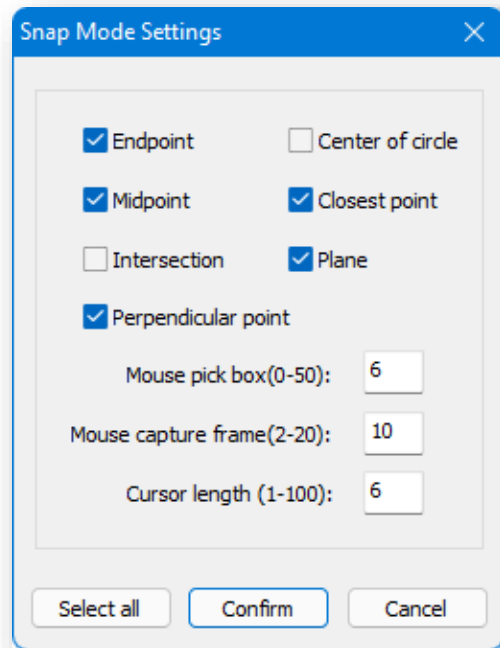 Snap Mode Settings
Endpoint Center of circle
Midpoint Closest point
Intersection Plane
Perpendicular point
Mouse pick box(0-50): 6
Mouse capture frame(2-20): 10
Cursor length (1-100): 6
Select all Confirm Cancel